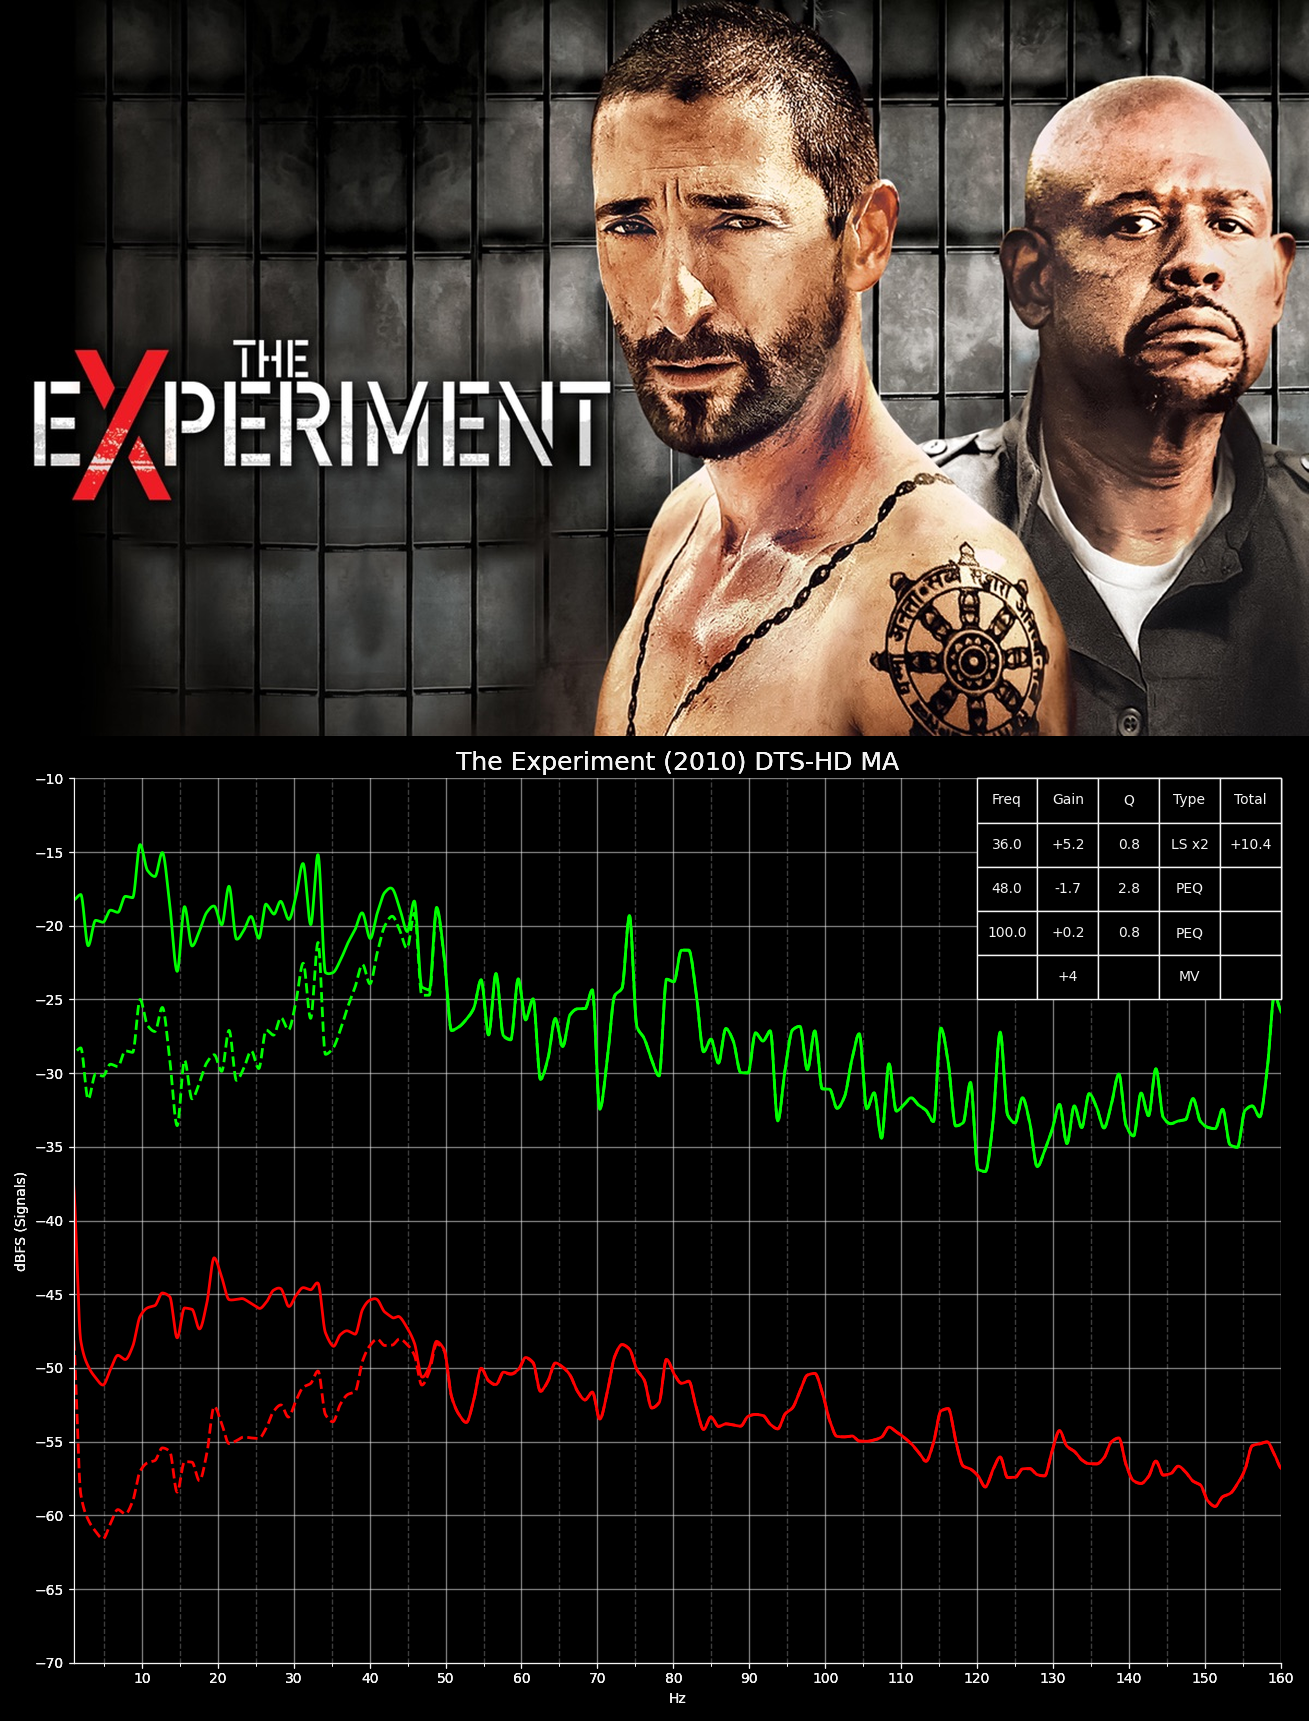 THE
EXPERIMENT
The Experiment (2010) DTS-HD MA
Freq Gain Q Type Total
36.0 +5.2 0.8 LS x2 +10.4
48.0 -1.7 2.8 PEQ
100.0 +0.2 0.8 PEQ
+4 MV
−10
−15
−20
−25
−30
−35
−40
−45
−50
−55
−60
−65
−70
dBFS (Signals)
10 20 30 40 50 60 70 80 90 100 110 120 130 140 150 160
Hz